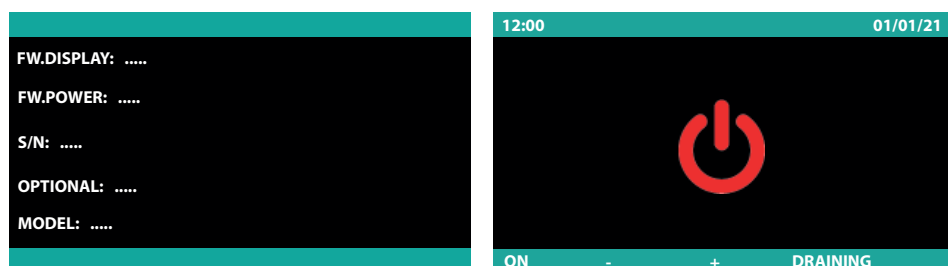 FW.DISPLAY: .....
FW.POWER: .....
S/N: .....
OPTIONAL: .....
MODEL: .....
12:00 01/01/21
ON - + DRAINING